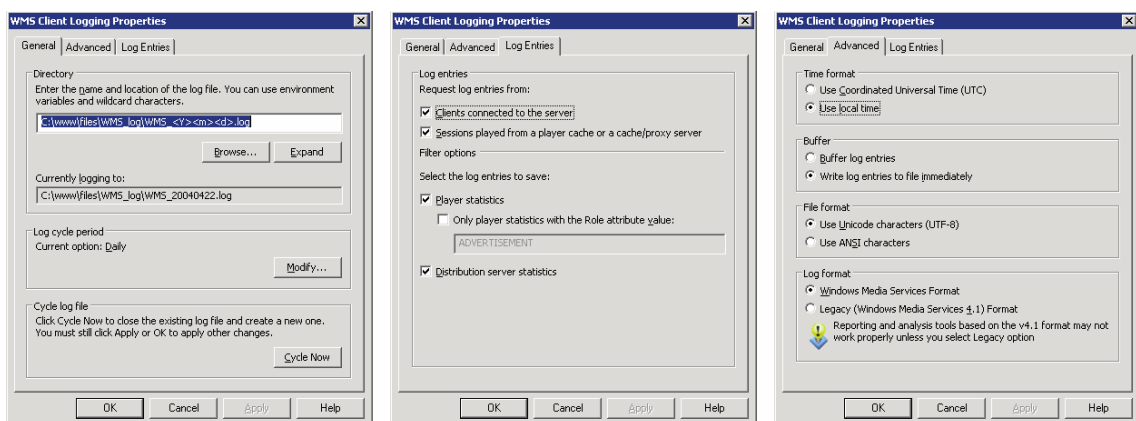 WMS Client Logging Properties
General Advanced Log Entries
Directory
Enter the name and location of the log file. You can use environment
variables and wildcard characters.
C:\www\files\WMS_log\WMS_<Y><m><d>.log
Browse... Expand
Currently logging to:
C:\www\files\WMS_log\WMS_20040422.log
Log cycle period
Current option: Daily
Modify...
Cycle log file
Click Cycle Now to close the existing log file and create a new one.
You must still click Apply or OK to apply other changes.
Cycle Now
OK Cancel Apply Help
WMS Client Logging Properties
General Advanced Log Entries
Log entries
Request log entries from:
Clients connected to the server
Sessions played from a player cache or a cache/proxy server
Filter options
Select the log entries to save:
Player statistics
Only player statistics with the Role attribute value:
ADVERTISEMENT
Distribution server statistics
OK Cancel Apply Help
WMS Client Logging Properties
General Advanced Log Entries
Time format
Use Coordinated Universal Time (UTC)
Use local time
Buffer
Buffer log entries
Write log entries to file immediately
File format
Use Unicode characters (UTF-8)
Use ANSI characters
Log format
Windows Media Services Format
Legacy (Windows Media Services 4.1) Format
Reporting and analysis tools based on the v4.1 format may not
work properly unless you select Legacy option
OK Cancel Apply Help